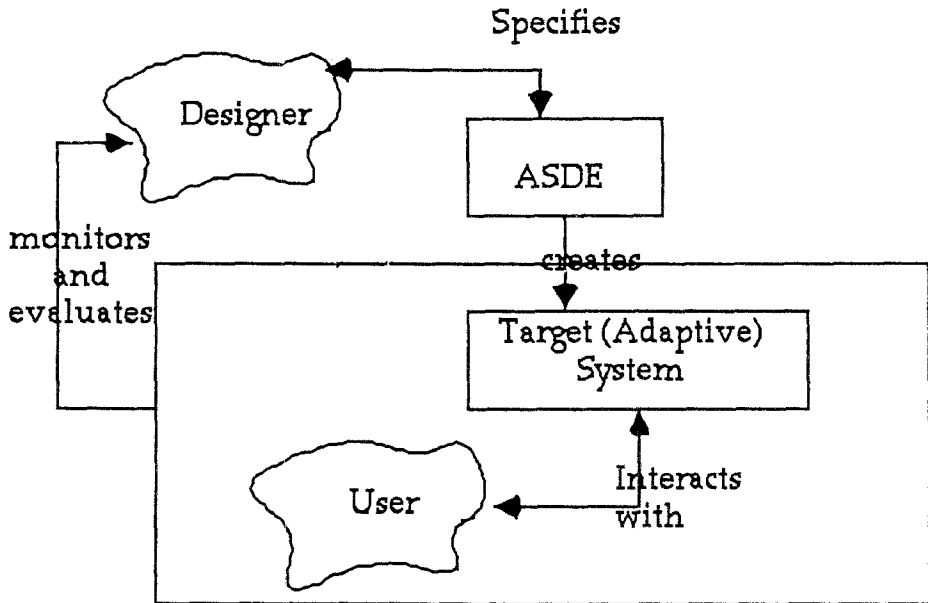 Specifies
Designer
ASDE
monitors
and
evaluates
creates
Target (Adaptive)
System
User
Interacts
with